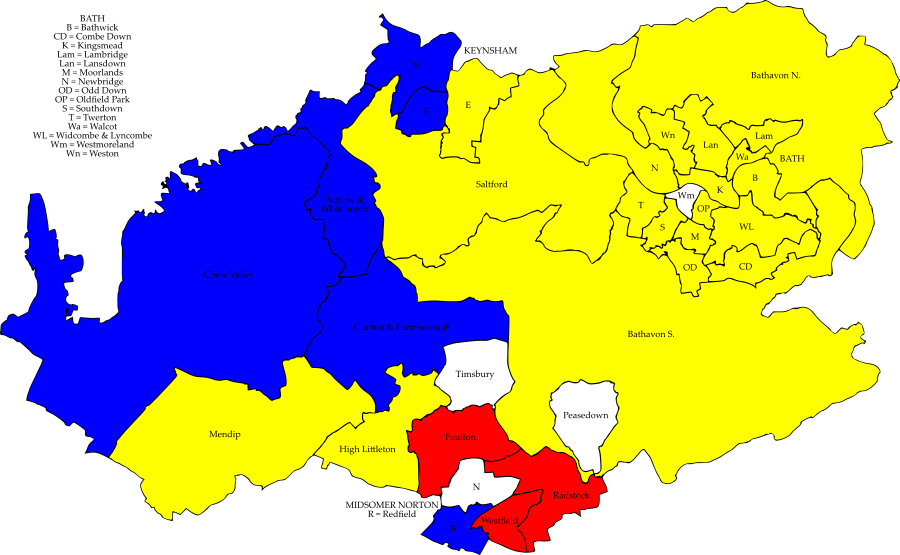 BATH
B = Bathwick
CD = Combe Down
K = Kingsmead
Lam = Lambridge
Lan = Lansdown
M = Moorlands
N = Newbridge
OD = Odd Down
OP = Oldfield Park
S = Southdown
T = Twerton
Wa = Walcot
WL = Widcombe & Lyncombe
Wm = Westmoreland
Wn = Weston
KEYNSHAM
N
S
E
Bathavon N.
Wn
Lan
Lam
Wa
BATH
N
B
K
Wm
OP
T
S
M
WL
OD
CD
Saltford
Publow &
Whitchurch
Chew Valley
Clutton & Farmborough
Bathavon S.
Timsbury
Peasedown
Mendip
High Littleton
Paulton
N
Radstock
MIDSOMER NORTON
R = Redfield
Westfield
R